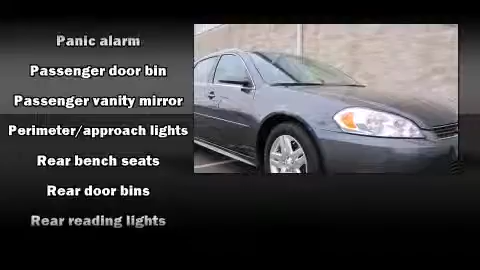 Panic alarm
Passenger door bin
Passenger vanity mirror
Perimeter/approach lights
Rear bench seats
Rear door bins
Rear reading lights